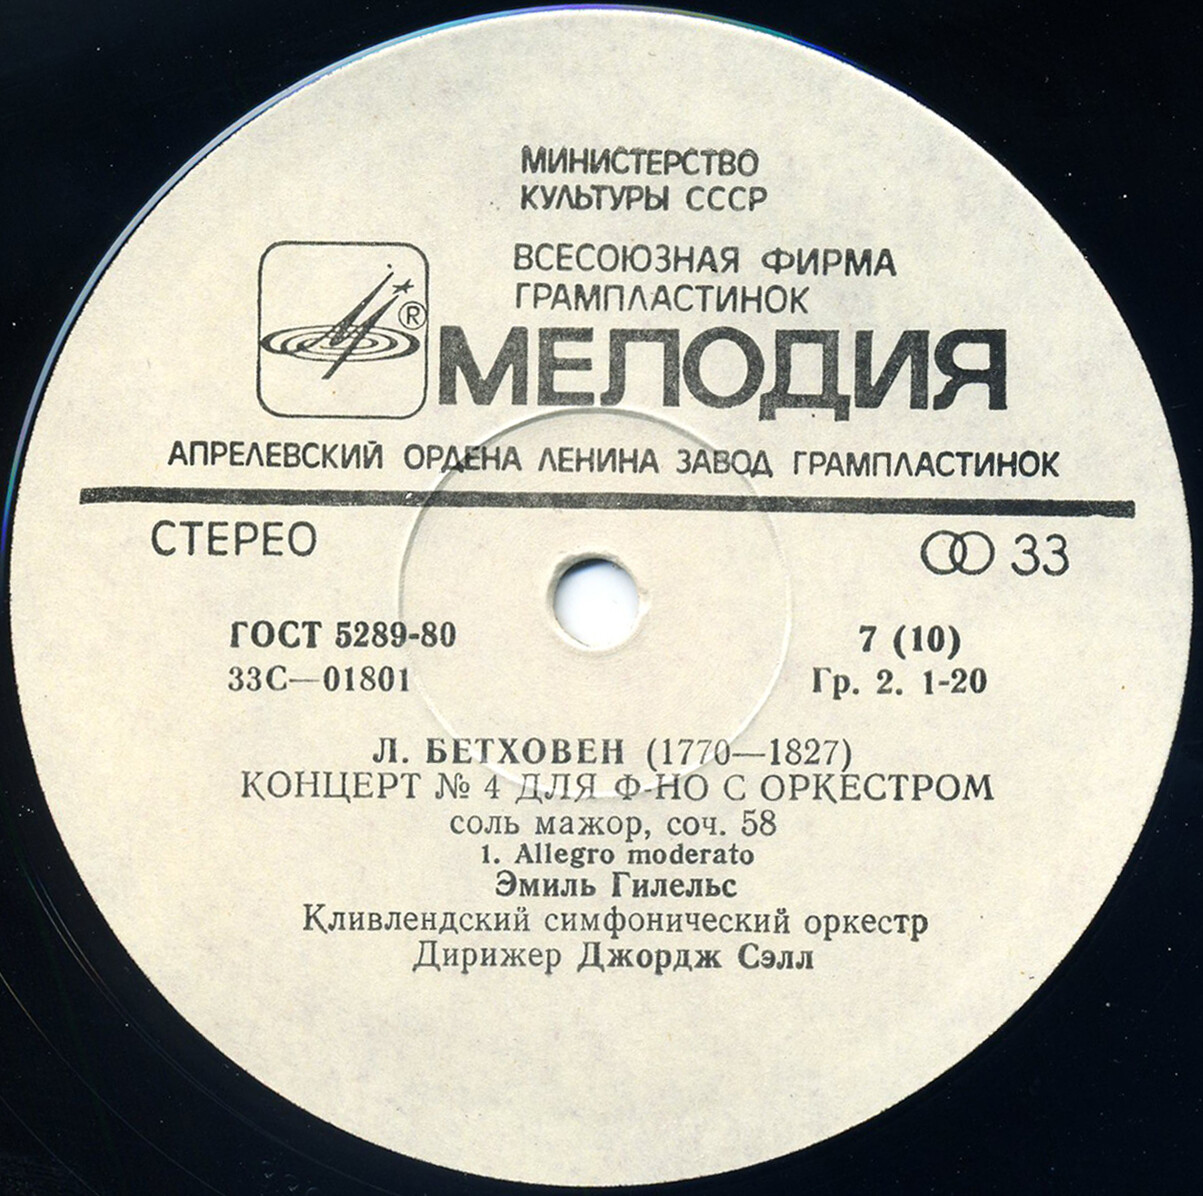 МИНИСТЕРСТВО
КУЛЬТУРЫ СССР
ВСЕСОЮЗНАЯ ФИРМА
ГРАМПЛАСТИНОК
®
МЕЛОДИЯ
АПРЕЛЕВСКИЙ ОРДЕНА ЛЕНИНА ЗАВОД ГРАМПЛАСТИНОК
СТЕРЕО 33
ГОСТ 5289-80 7 (10)
33С—01801 Гр. 2. 1-20
Л. БЕТХОВЕН (1770—1827)
КОНЦЕРТ № 4 ДЛЯ Ф-НО С ОРКЕСТРОМ
соль мажор, соч. 58
1. Allegro moderato
Эмиль Гилельс
Кливлендский симфонический оркестр
Дирижер Джордж Сэлл